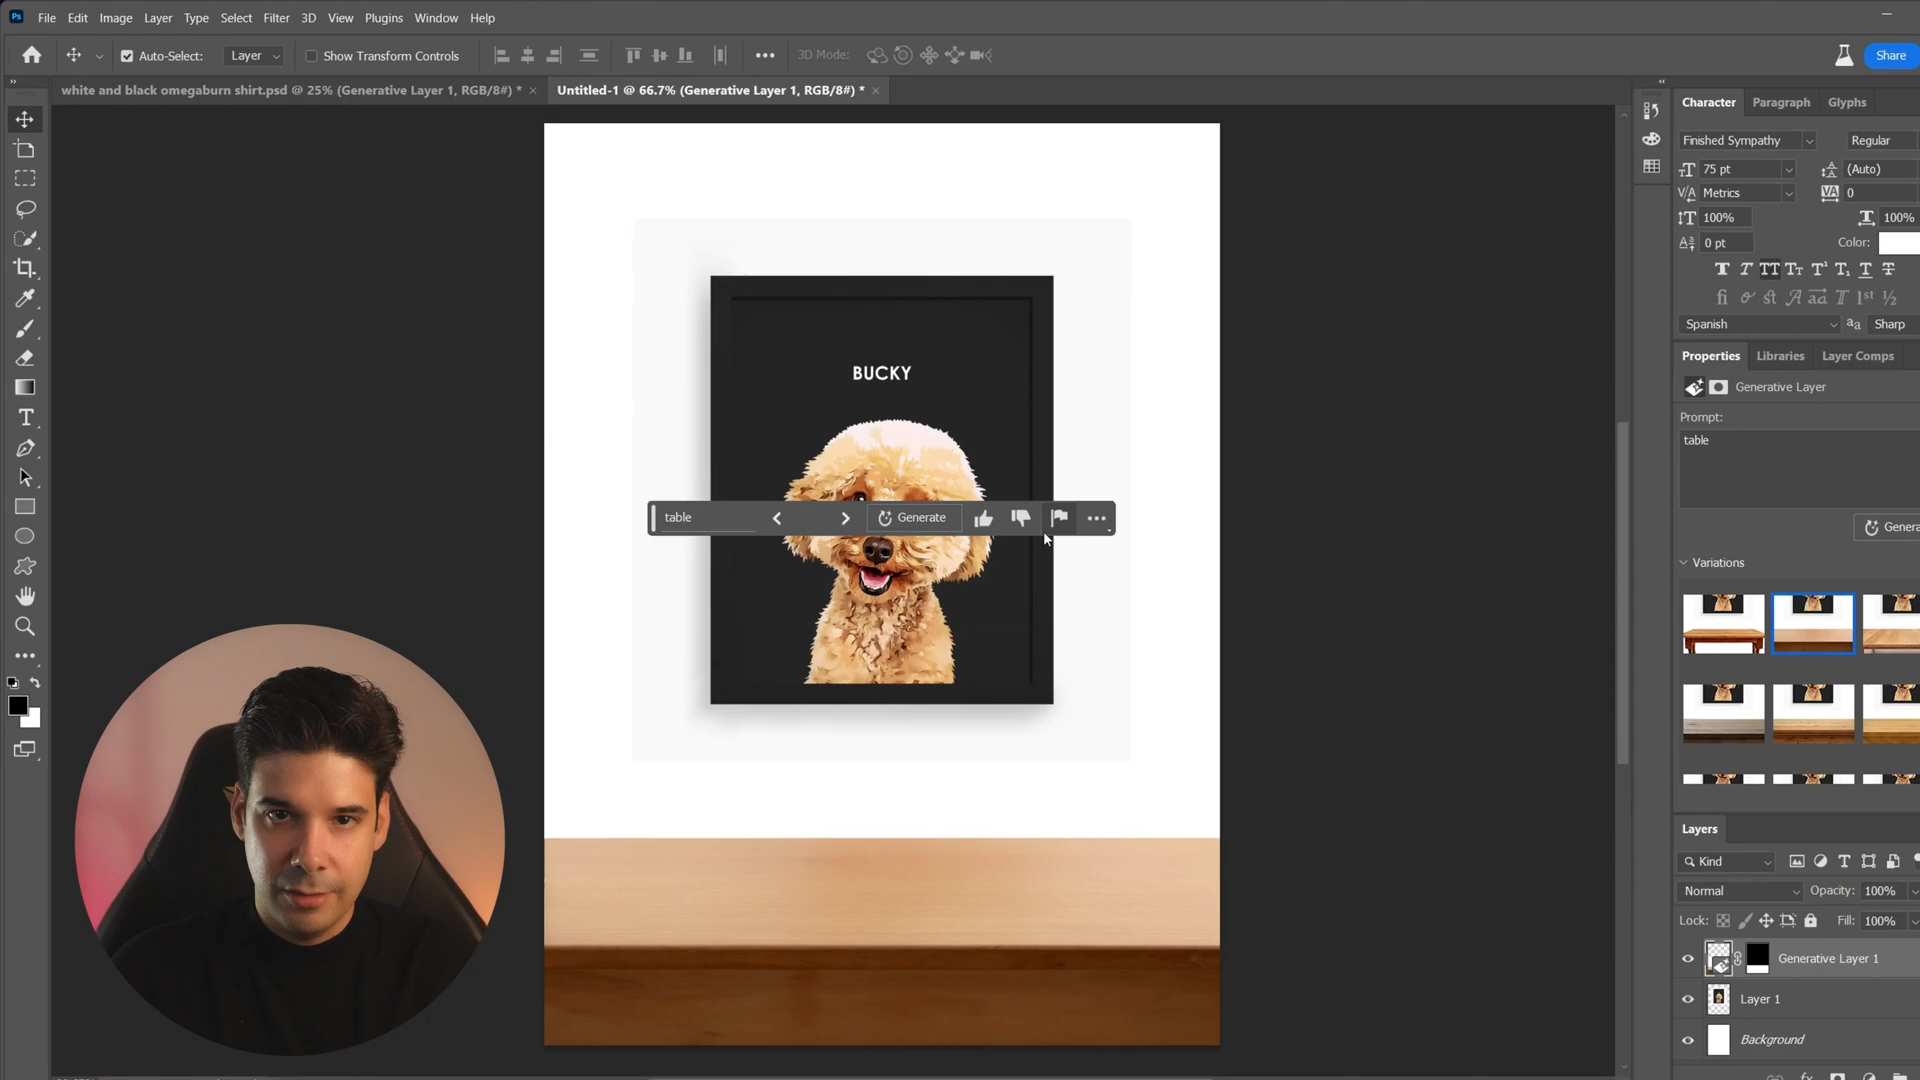 Ps File Edit Image Layer Type Select Filter 3D View Plugins Window Help
Auto-Select: Layer Show Transform Controls 3D Mode: Share
white and black omegaburn shirt.psd @ 25% (Generative Layer 1, RGB/8#) * Untitled-1 @ 66.7% (Generative Layer 1, RGB/8#) *
Character Paragraph Glyphs
Finished Sympathy Regular
75 pt (Auto)
Metrics 0
100% 100%
0 pt Color:
Spanish Sharp
Properties Libraries Layer Comps
Generative Layer
Prompt:
table
Genera
Variations
BUCKY
table Generate
Layers
Kind
Normal Opacity: 100%
Lock: Fill: 100%
Generative Layer 1
Layer 1
Background